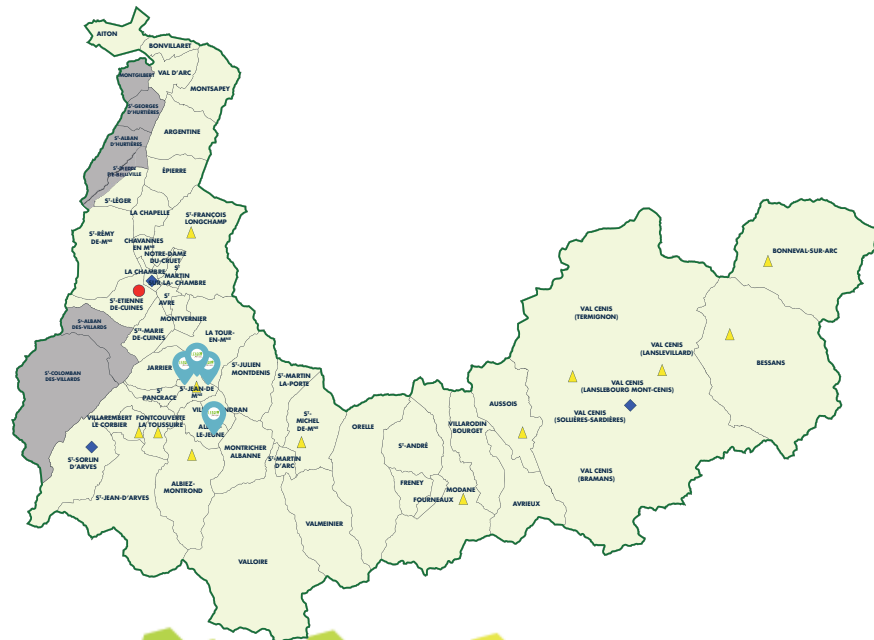 AITON
BONVILLARET
MONTGILBERT
VAL D'ARC
MONTSAPEY
Sᵗ-GEORGES
D'HURTIÈRES
ARGENTINE
Sᵗ-ALBAN
D'HURTIÈRES
Sᵗ-PIERRE
DE-BELLEVILLE
ÉPIERRE
Sᵗ-LÉGER
LA CHAPELLE
Sᵗ-FRANÇOIS
LONGCHAMP
Sᵗ-RÉMY
DE-Mᴺᴱ
CHAVANNES
EN Mᴺᴱ
NOTRE-DAME
DU-CRUET
LA CHAMBRE
Sᵗ
MARTIN
SUR-LA- CHAMBRE
Sᵗ-ETIENNE
DE-CUINES
Sᵗ
AVRE
Sᵗ-ALBAN
DES-VILLARDS
MONTVERNIER
Sᵀᴱ-MARIE
DE-CUINES
LA TOUR-
EN-Mᴺᴱ
Sᵗ-COLOMBAN
DES-VILLARDS
JARRIER
Sᵗ-JULIEN
MONTDENIS
Sᵗ-MARTIN
LA-PORTE
Sᵗ-JEAN-DE
Mᴺᴱ
Sᵗ
PANCRACE
VILLAREMBERT
LE CORBIER
FONTCOUVERTE
LA TOUSSUIRE
LE-JEUNE
Sᵗ-
MICHEL
DE-Mᴺᴱ
MONTRICHER
ALBANNE
Sᵗ-MARTIN
D'ARC
Sᵗ-SORLIN
D'ARVES
Sᵗ-JEAN-D'ARVES
ALBIEZ-
MONTROND
VALLOIRE
VALMEINIER
ORELLE
Sᵗ-ANDRÉ
FRENEY
FOURNEAUX
MODANE
VILLARODIN
BOURGET
AUSSOIS
AVRIEUX
VAL CENIS
(TERMIGNON)
VAL CENIS
(LANSLEVILLARD)
VAL CENIS
(LANSLEBOURG MONT-CENIS)
VAL CENIS
(SOLLIÈRES-SARDIÈRES)
VAL CENIS
(BRAMANS)
BESSANS
BONNEVAL-SUR-ARC